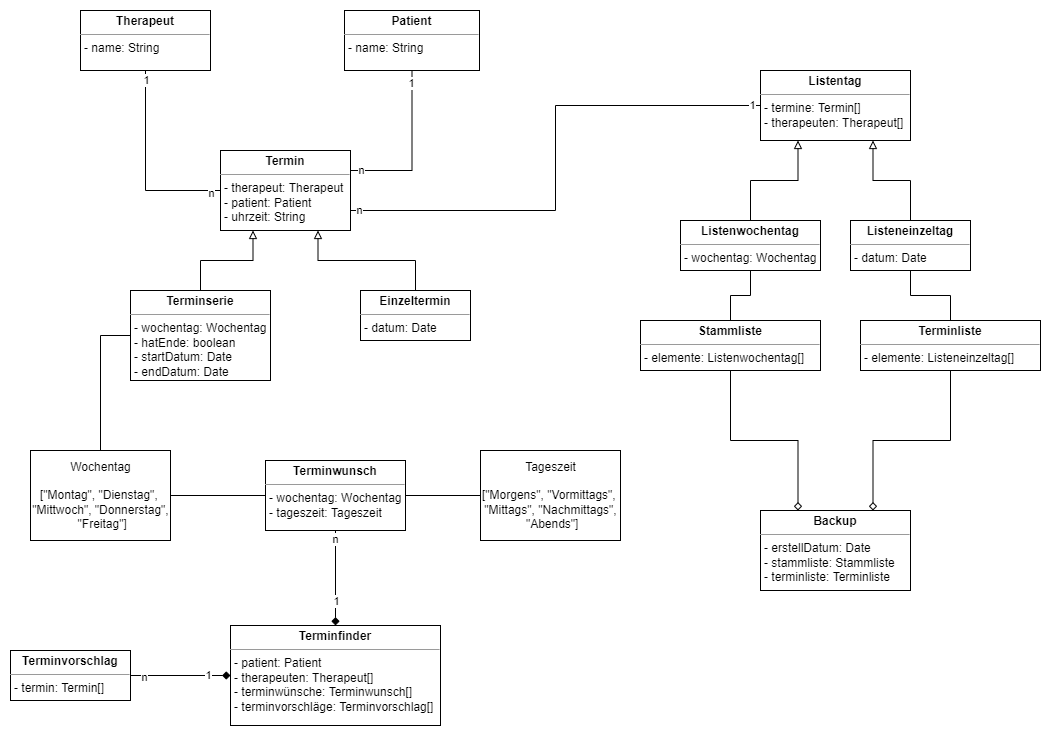 Therapeut
- name: String
Patient
- name: String
1
1
Listentag
- termine: Termin[]
- therapeuten: Therapeut[]
1
Termin
- therapeut: Therapeut
- patient: Patient
- uhrzeit: String
n
n
n
Listenwochentag
- wochentag: Wochentag
Listeneinzeltag
- datum: Date
Terminserie
- wochentag: Wochentag
- hatEnde: boolean
- startDatum: Date
- endDatum: Date
Einzeltermin
- datum: Date
Stammliste
- elemente: Listenwochentag[]
Terminliste
- elemente: Listeneinzeltag[]
Wochentag
["Montag", "Dienstag",
"Mittwoch", "Donnerstag",
"Freitag"]
Terminwunsch
- wochentag: Wochentag
- tageszeit: Tageszeit
Tageszeit
["Morgens", "Vormittags",
"Mittags", "Nachmittags",
"Abends"]
Backup
- erstellDatum: Date
- stammliste: Stammliste
- terminliste: Terminliste
n
1
Terminfinder
- patient: Patient
- therapeuten: Therapeut[]
- terminwünsche: Terminwunsch[]
- terminvorschläge: Terminvorschlag[]
Terminvorschlag
- termin: Termin[]
n
1